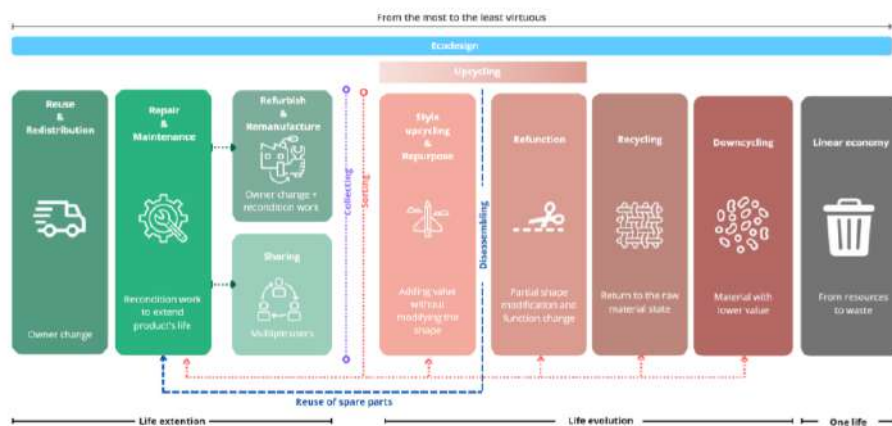 From the most to the least virtuous
Ecodesign
Upcycling
Reuse
&
Redistribution
Owner change
Repair
&
Maintenance
Recondition work
to extend
product's life
Refurbish
&
Remanufacture
Owner change +
recondition work
Sharing
Multiple users
Collecting
Sorting
Style
upcycling
&
Repurpose
Adding value
without
modifying the
shape
Disassembling
Refunction
Partial shape
modification and
function change
Recycling
Return to the raw
material state
Downcycling
Material with
lower value
Linear economy
From resources
to waste
Reuse of spare parts
Life extention
Life evolution
One life